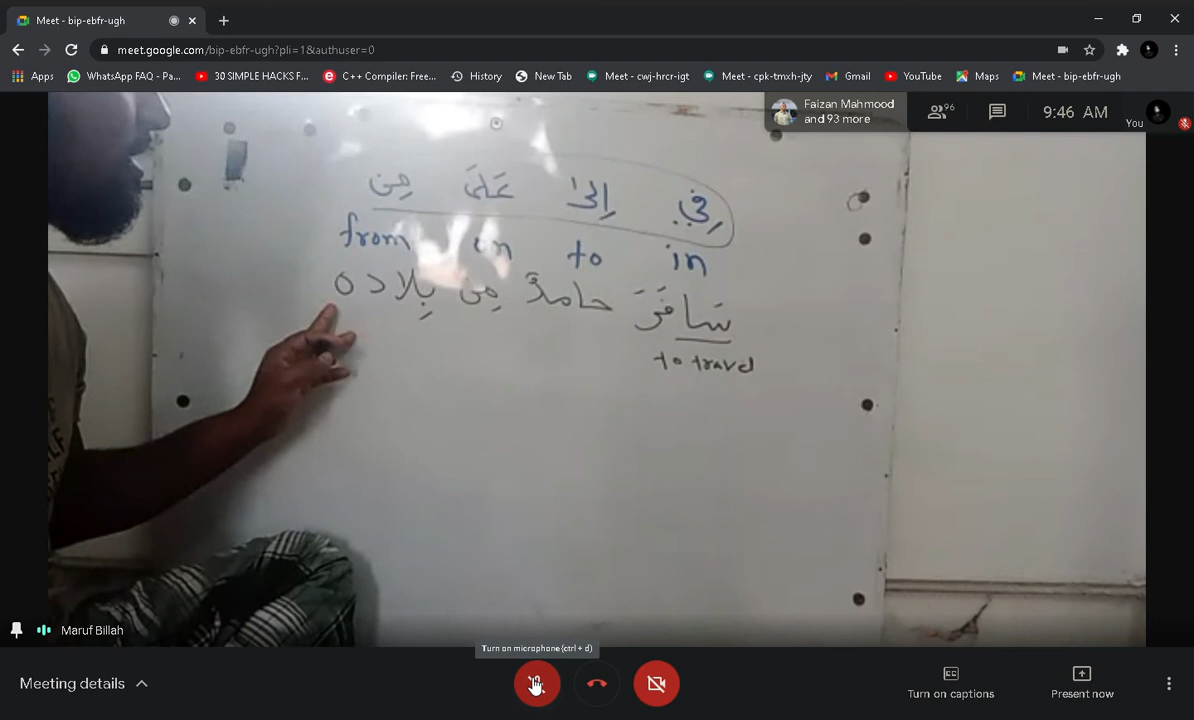 Meet - bip-ebfr-ugh
meet.google.com/bip-ebfr-ugh?pli=1&authuser=0
Apps WhatsApp FAQ - Pa... 30 SIMPLE HACKS F... C++ Compiler: Free... History New Tab Meet - cwj-hrcr-igt Meet - cpk-tmxh-jty Gmail YouTube Maps Meet - bip-ebfr-ugh
Faizan Mahmood
and 93 more
96
9:46 AM
You
فِي إِلىٰ عَلَى مِن
from on to in
سَافَرَ حامدٌ مِن بِلاده
to travel
Maruf Billah
Turn on microphone (ctrl + d)
Meeting details
Turn on captions
Present now